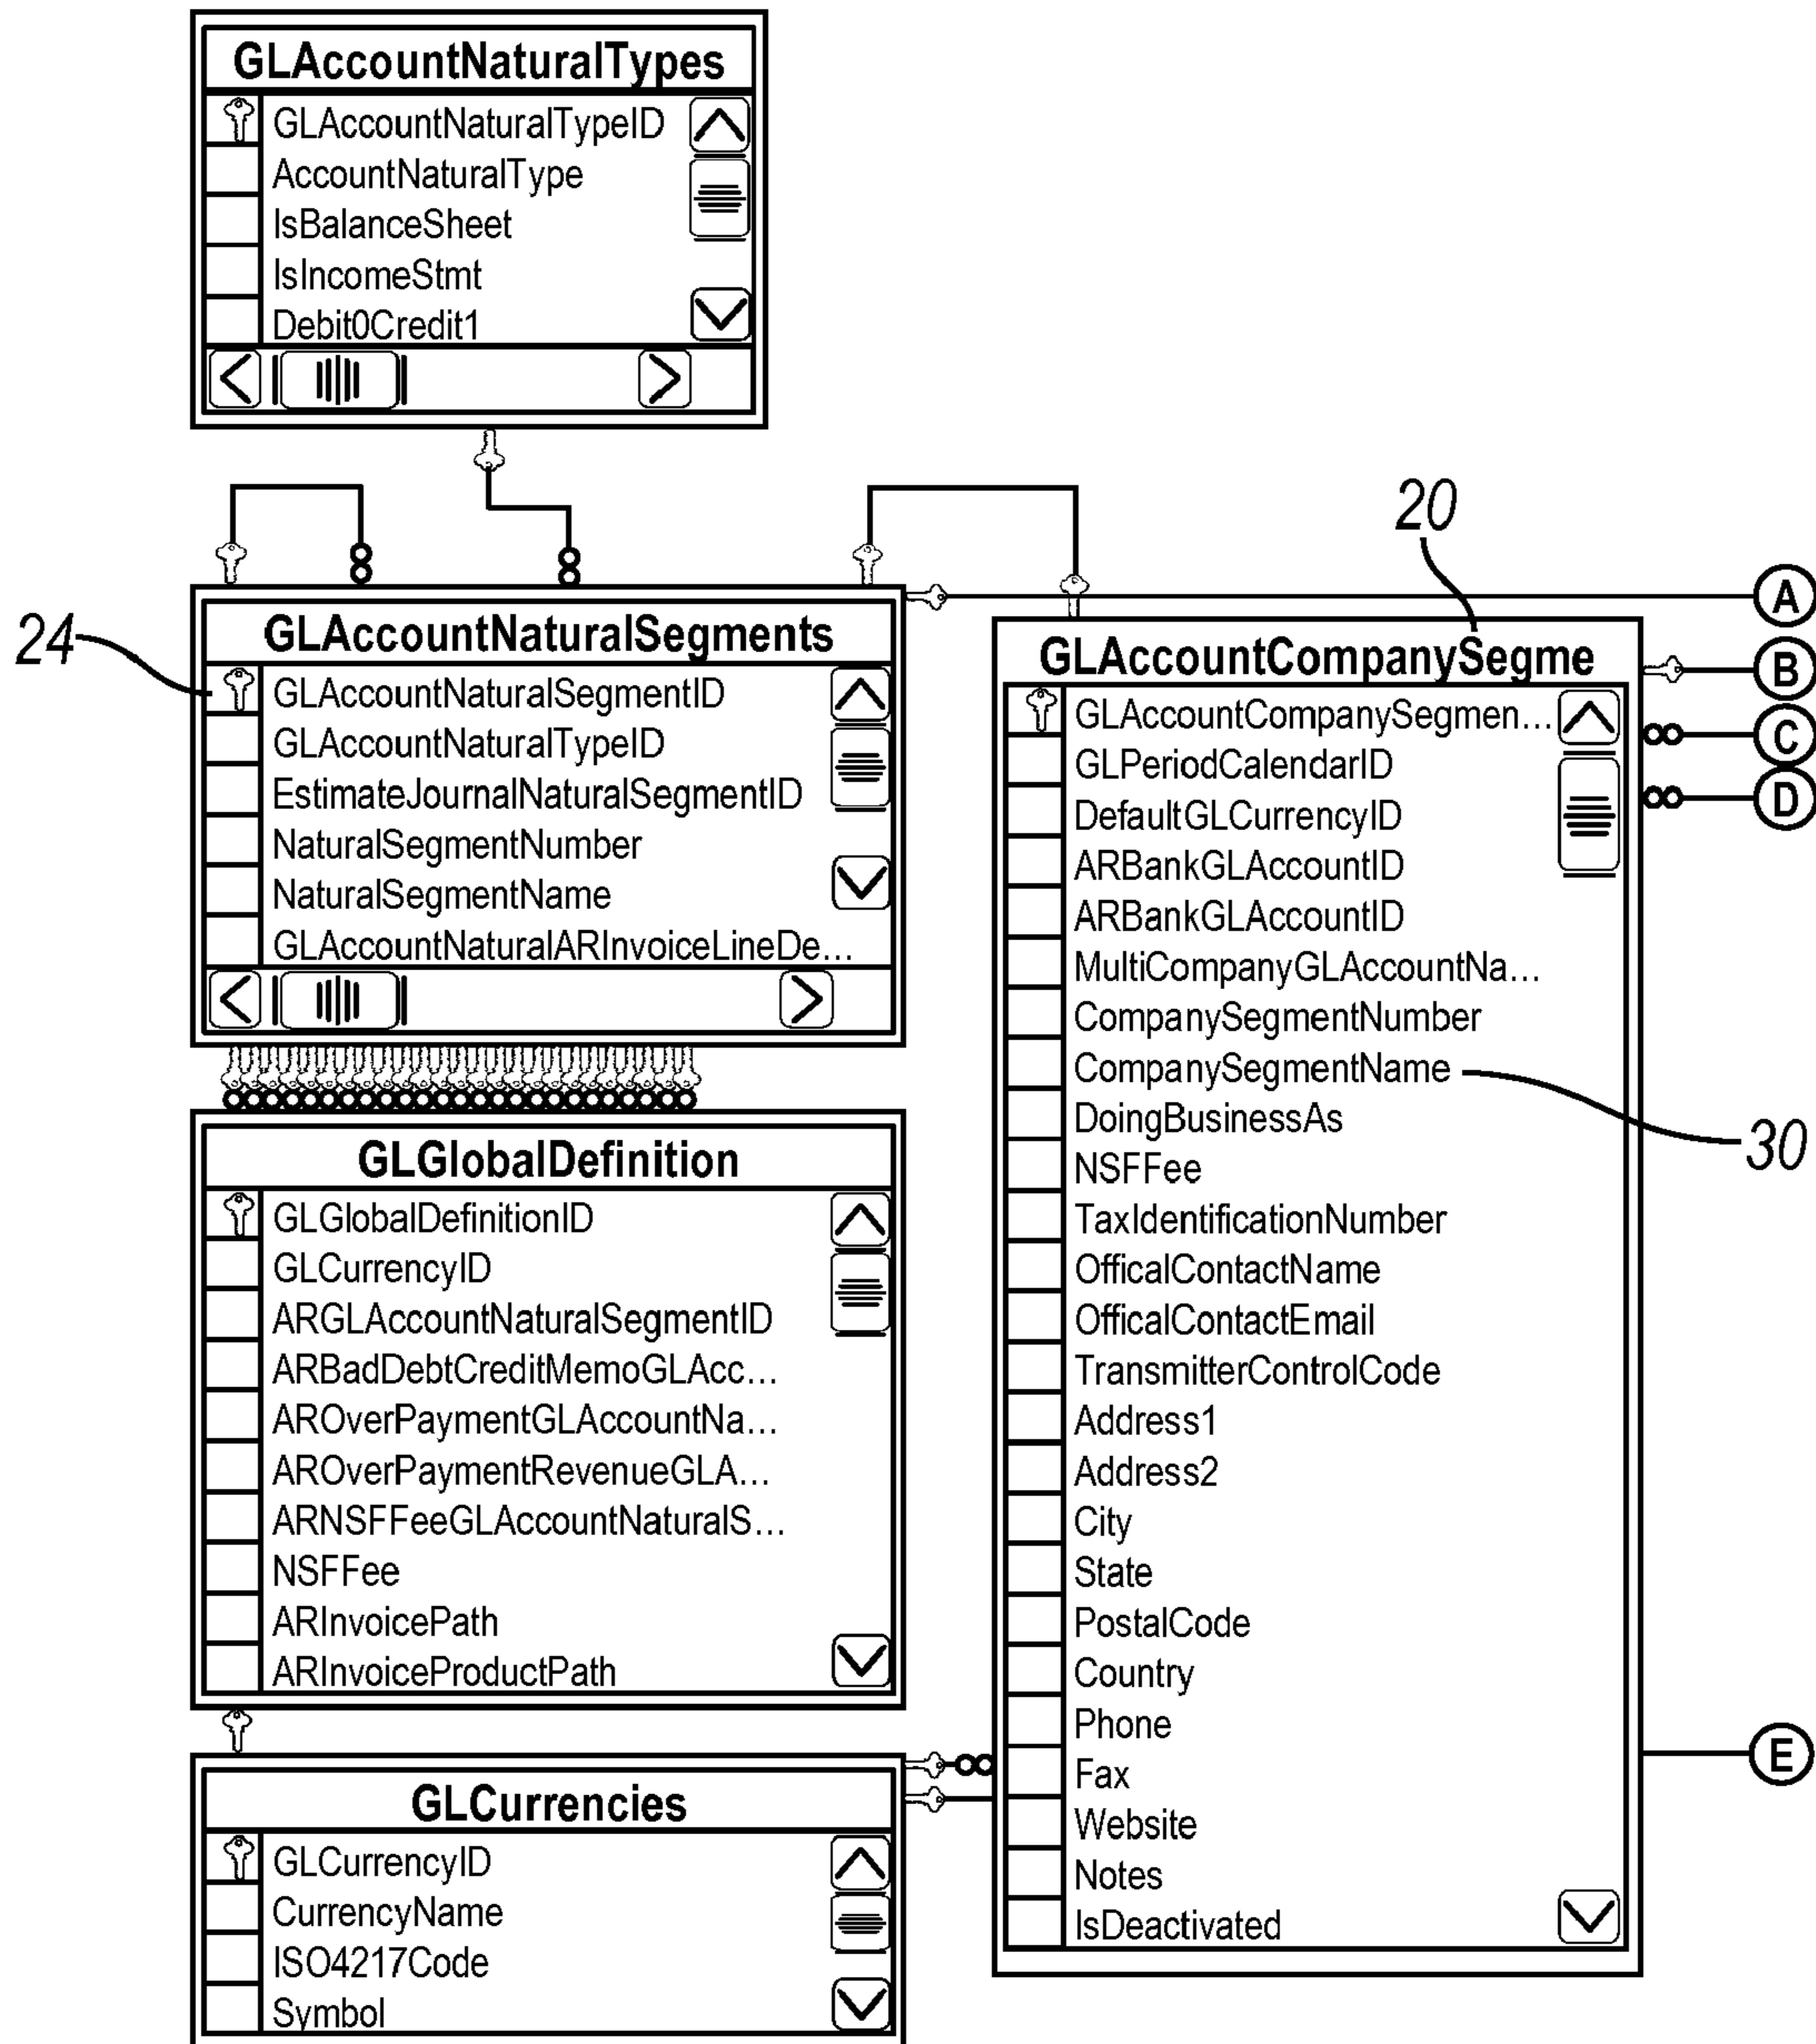 GLAccountNaturalTypes
GLAccountNaturalTypeID
AccountNaturalType
IsBalanceSheet
IsIncomeStmt
Debit0Credit1
24
GLAccountNaturalSegments
GLAccountNaturalSegmentID
GLAccountNaturalTypeID
EstimateJournalNaturalSegmentID
NaturalSegmentNumber
NaturalSegmentName
GLAccountNaturalARInvoiceLineDe...
GLGlobalDefinition
GLGlobalDefinitionID
GLCurrencyID
ARGLAccountNaturalSegmentID
ARBadDebtCreditMemoGLAcc...
AROverPaymentGLAccountNa...
AROverPaymentRevenueGLA...
ARNSFFeeGLAccountNaturalS...
NSFFee
ARInvoicePath
ARInvoiceProductPath
GLCurrencies
GLCurrencyID
CurrencyName
ISO4217Code
Symbol
20
GLAccountCompanySegme
GLAccountCompanySegmen...
GLPeriodCalendarID
DefaultGLCurrencyID
ARBankGLAccountID
ARBankGLAccountID
MultiCompanyGLAccountNa...
CompanySegmentNumber
CompanySegmentName
DoingBusinessAs
NSFFee
TaxIdentificationNumber
OfficalContactName
OfficalContactEmail
TransmitterControlCode
Address1
Address2
City
State
PostalCode
Country
Phone
Fax
Website
Notes
IsDeactivated
30
A
B
C
D
E